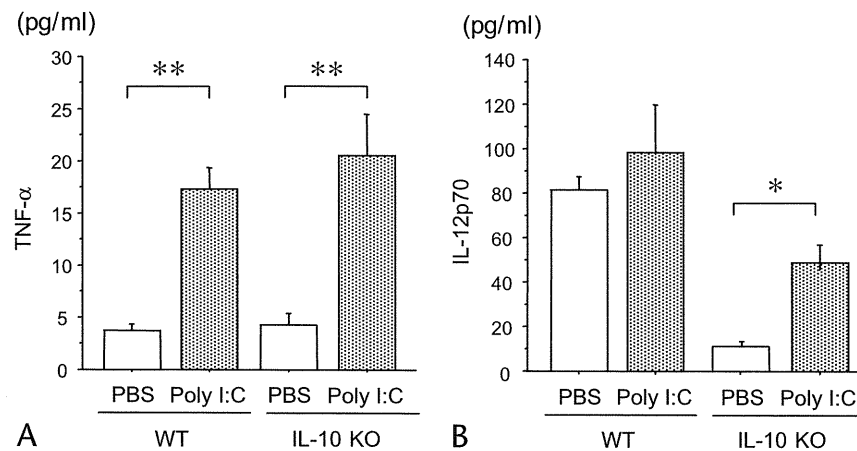 (pg/ml)
30
25
20
15
10
5
0
TNF-α
**
**
PBS Poly I:C PBS Poly I:C
WT IL-10 KO
A
(pg/ml)
140
120
100
80
60
40
20
0
IL-12p70
*
PBS Poly I:C PBS Poly I:C
WT IL-10 KO
B